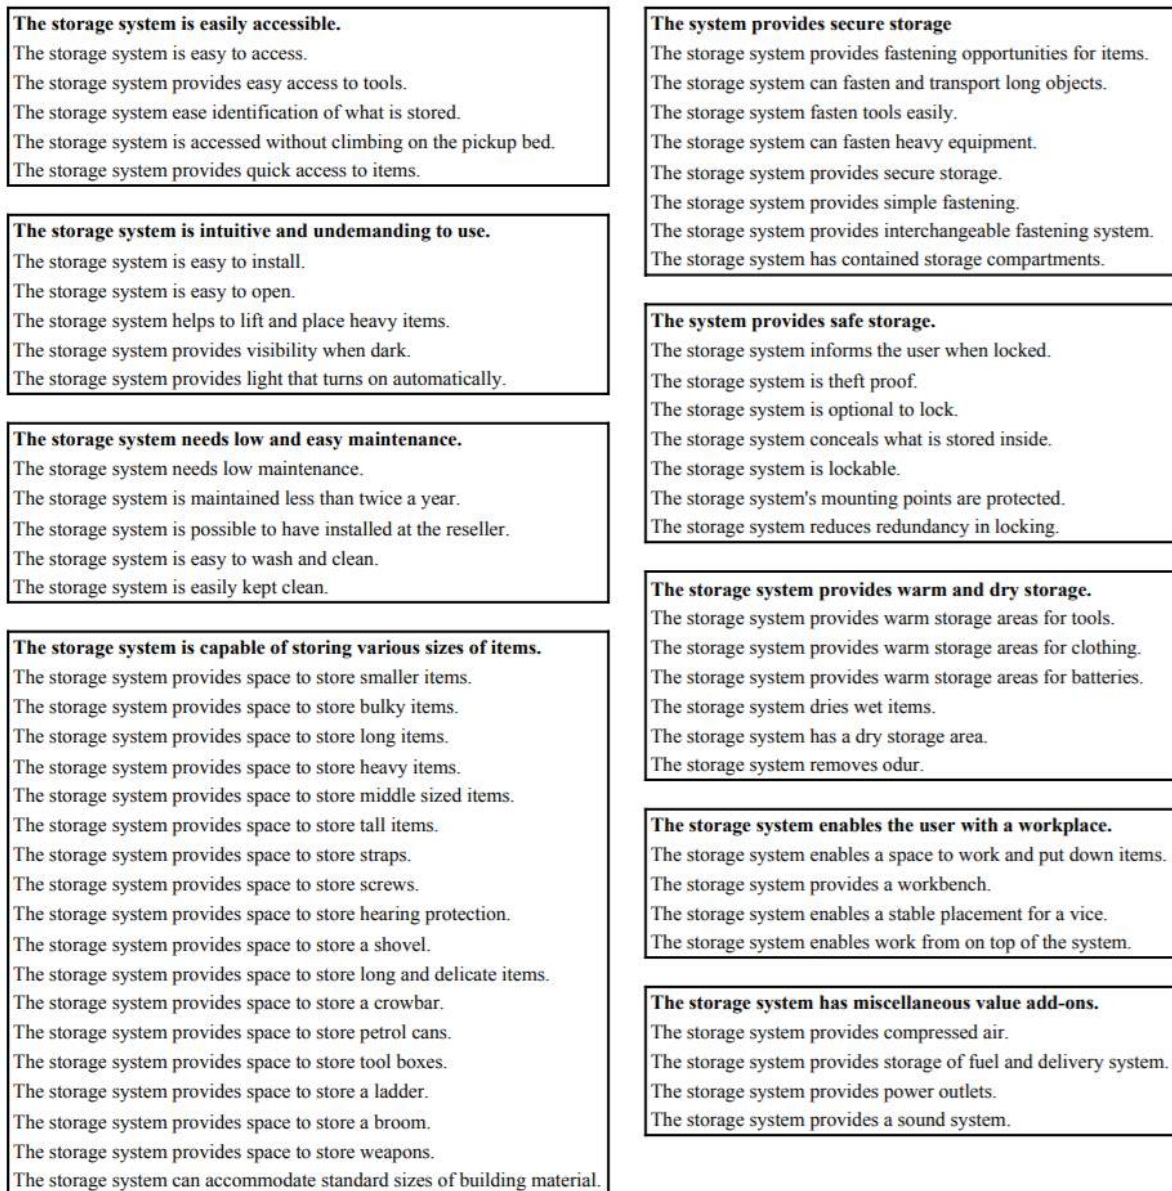 The storage system is easily accessible.
The storage system is easy to access.
The storage system provides easy access to tools.
The storage system ease identification of what is stored.
The storage system is accessed without climbing on the pickup bed.
The storage system provides quick access to items.
The storage system is intuitive and undemanding to use.
The storage system is easy to install.
The storage system is easy to open.
The storage system helps to lift and place heavy items.
The storage system provides visibility when dark.
The storage system provides light that turns on automatically.
The storage system needs low and easy maintenance.
The storage system needs low maintenance.
The storage system is maintained less than twice a year.
The storage system is possible to have installed at the reseller.
The storage system is easy to wash and clean.
The storage system is easily kept clean.
The storage system is capable of storing various sizes of items.
The storage system provides space to store smaller items.
The storage system provides space to store bulky items.
The storage system provides space to store long items.
The storage system provides space to store heavy items.
The storage system provides space to store middle sized items.
The storage system provides space to store tall items.
The storage system provides space to store straps.
The storage system provides space to store screws.
The storage system provides space to store hearing protection.
The storage system provides space to store a shovel.
The storage system provides space to store long and delicate items.
The storage system provides space to store a crowbar.
The storage system provides space to store petrol cans.
The storage system provides space to store tool boxes.
The storage system provides space to store a ladder.
The storage system provides space to store a broom.
The storage system provides space to store weapons.
The storage system can accommodate standard sizes of building material.
The system provides secure storage
The storage system provides fastening opportunities for items.
The storage system can fasten and transport long objects.
The storage system fasten tools easily.
The storage system can fasten heavy equipment.
The storage system provides secure storage.
The storage system provides simple fastening.
The storage system provides interchangeable fastening system.
The storage system has contained storage compartments.
The system provides safe storage.
The storage system informs the user when locked.
The storage system is theft proof.
The storage system is optional to lock.
The storage system conceals what is stored inside.
The storage system is lockable.
The storage system's mounting points are protected.
The storage system reduces redundancy in locking.
The storage system provides warm and dry storage.
The storage system provides warm storage areas for tools.
The storage system provides warm storage areas for clothing.
The storage system provides warm storage areas for batteries.
The storage system dries wet items.
The storage system has a dry storage area.
The storage system removes odur.
The storage system enables the user with a workplace.
The storage system enables a space to work and put down items.
The storage system provides a workbench.
The storage system enables a stable placement for a vice.
The storage system enables work from on top of the system.
The storage system has miscellaneous value add-ons.
The storage system provides compressed air.
The storage system provides storage of fuel and delivery system.
The storage system provides power outlets.
The storage system provides a sound system.